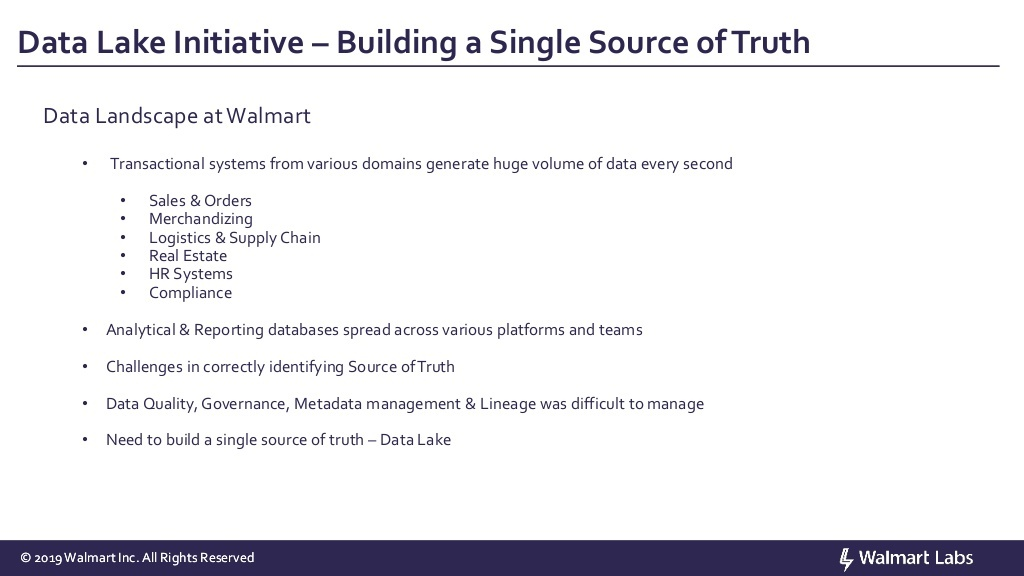 Data Lake Initiative – Building a Single Source of Truth
Data Landscape at Walmart
• Transactional systems from various domains generate huge volume of data every second
• Sales & Orders
• Merchandizing
• Logistics & Supply Chain
• Real Estate
• HR Systems
• Compliance
• Analytical & Reporting databases spread across various platforms and teams
• Challenges in correctly identifying Source of Truth
• Data Quality, Governance, Metadata management & Lineage was difficult to manage
• Need to build a single source of truth – Data Lake
© 2019 Walmart Inc. All Rights Reserved
Walmart Labs